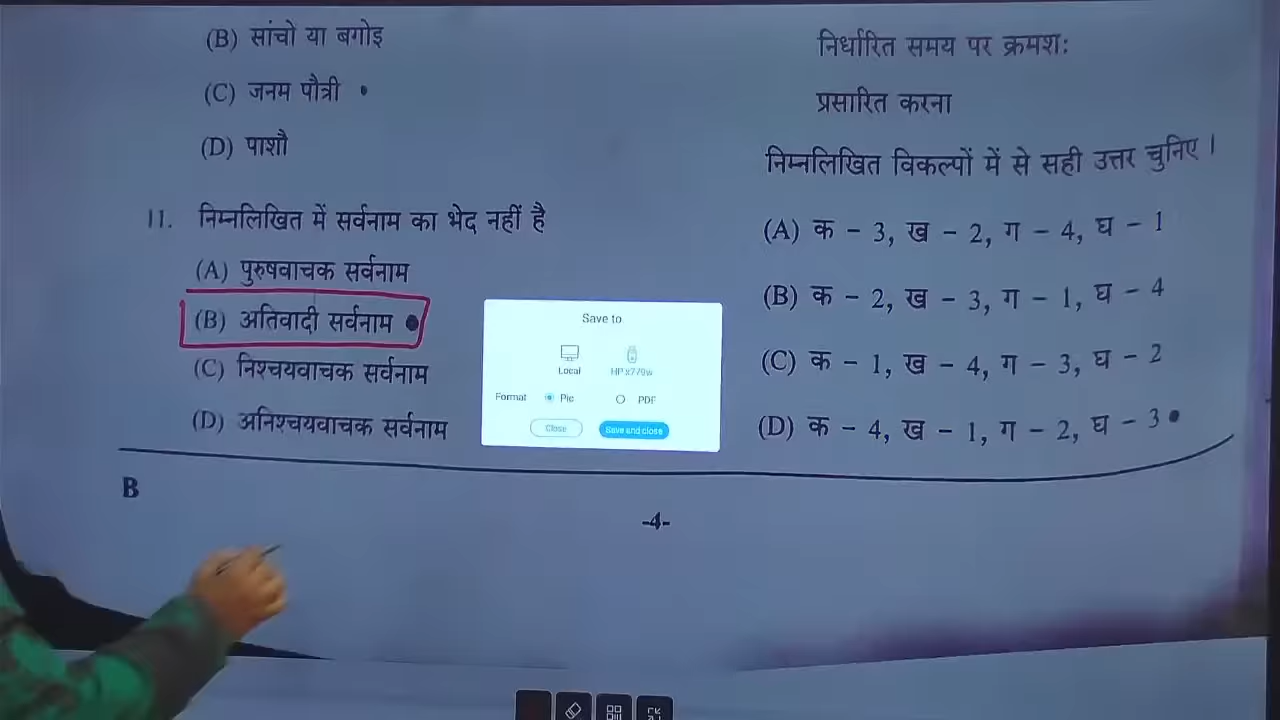 (B) सांचो या बगोइ
(C) जनम पौत्री
(D) पाशौ
11. निम्नलिखित में सर्वनाम का भेद नहीं है
(A) पुरुषवाचक सर्वनाम
(B) अतिवादी सर्वनाम
(C) निश्चयवाचक सर्वनाम
(D) अनिश्चयवाचक सर्वनाम
निर्धारित समय पर क्रमशः
प्रसारित करना
निम्नलिखित विकल्पों में से सही उत्तर चुनिए ।
(A) क - 3, ख - 2, ग - 4, घ - 1
(B) क - 2, ख - 3, ग - 1, घ - 4
(C) क - 1, ख - 4, ग - 3, घ - 2
(D) क - 4, ख - 1, ग - 2, घ - 3
Save to
Local HP x779w
Format Pic PDF
Close Save and close
B
-4-